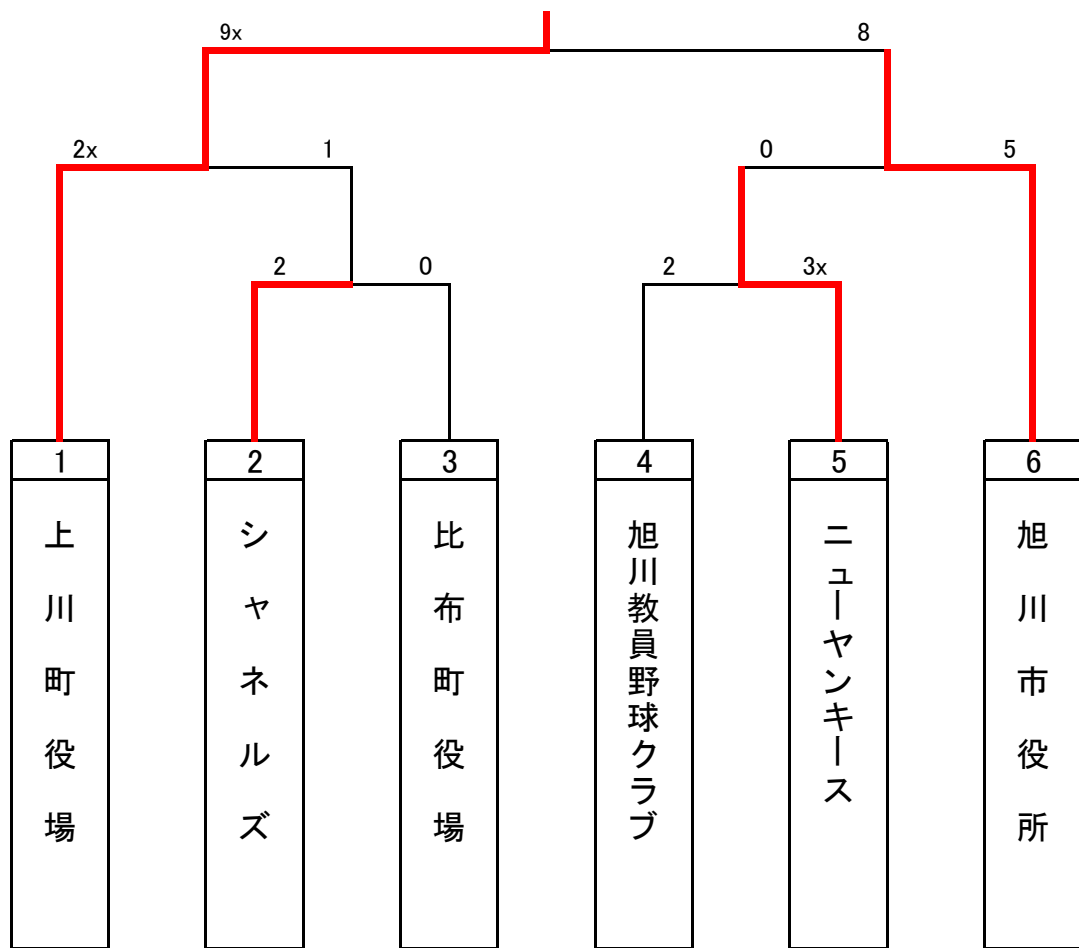 9x 8
2x 1 0 5
2 0 2 3x
1 2 3 4 5 6
上川町役場
シャネルズ
比布町役場
旭川教員野球クラブ
ニューヤンキース
旭川市役所